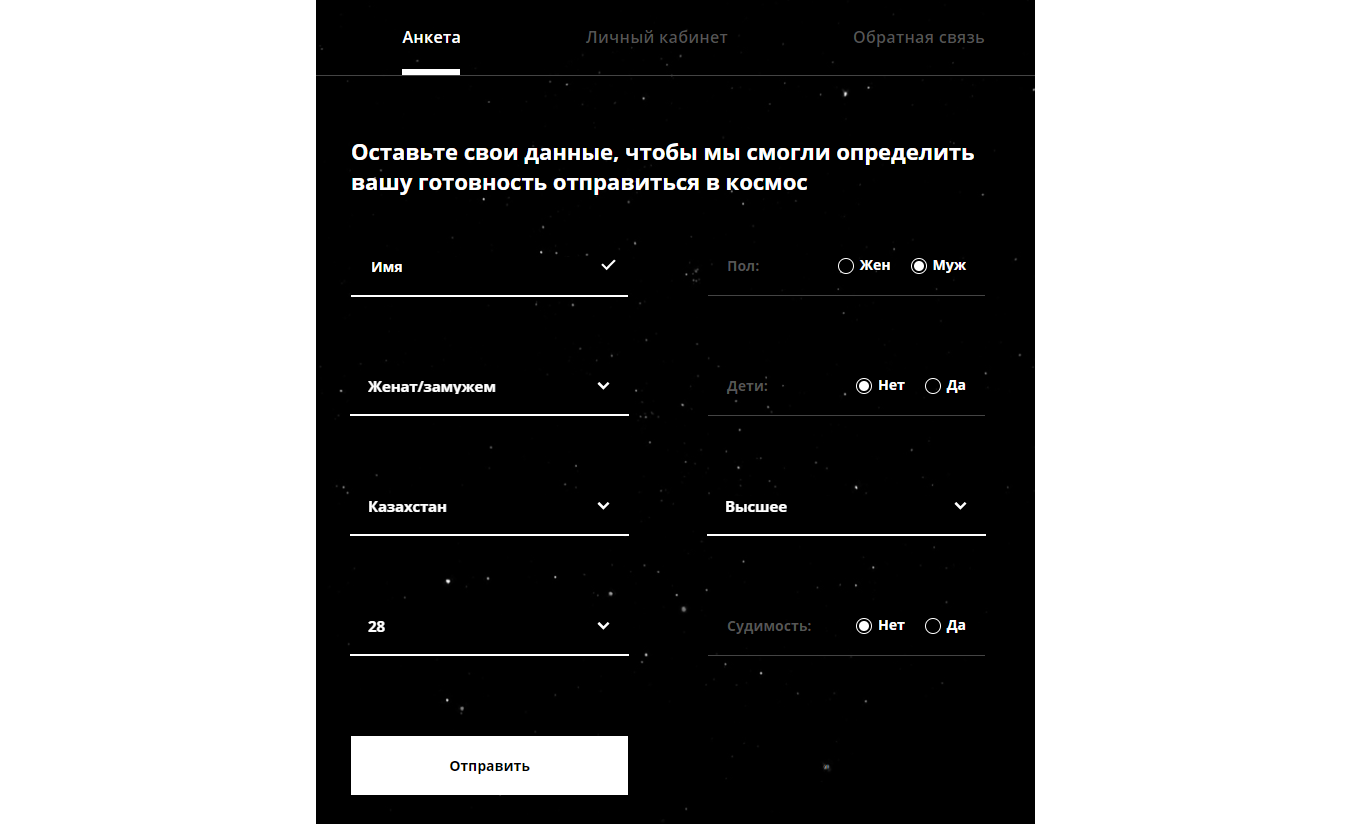 Анкета
Личный кабинет
Обратная связь
Оставьте свои данные, чтобы мы смогли определить
вашу готовность отправиться в космос
Имя
Пол:
Жен
Муж
Женат/замужем
Дети:
Нет
Да
Казахстан
Высшее
28
Судимость:
Нет
Да
Отправить